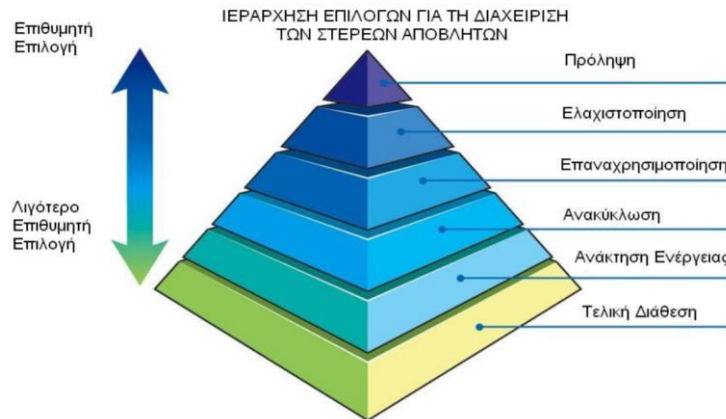 ΙΕΡΑΡΧΗΣΗ ΕΠΙΛΟΓΩΝ ΓΙΑ ΤΗ ΔΙΑΧΕΙΡΙΣΗ
ΤΩΝ ΣΤΕΡΕΩΝ ΑΠΟΒΛΗΤΩΝ
Επιθυμητή
Επιλογή
Πρόληψη
Ελαχιστοποίηση
Επαναχρησιμοποίηση
Λιγότερο
Επιθυμητή
Επιλογή
Ανακύκλωση
Ανάκτηση Ενέργειας
Τελική Διάθεση